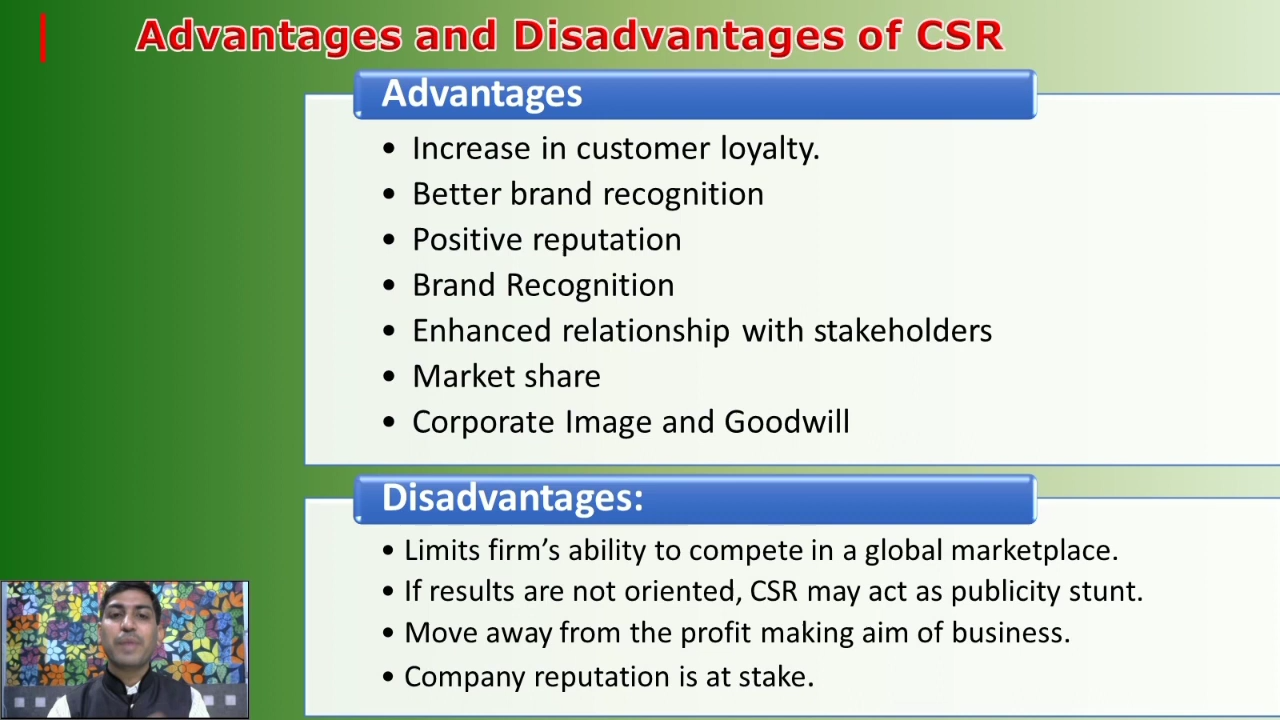 Advantages and Disadvantages of CSR
Advantages
• Increase in customer loyalty.
• Better brand recognition
• Positive reputation
• Brand Recognition
• Enhanced relationship with stakeholders
• Market share
• Corporate Image and Goodwill
Disadvantages:
• Limits firm’s ability to compete in a global marketplace.
• If results are not oriented, CSR may act as publicity stunt.
• Move away from the profit making aim of business.
• Company reputation is at stake.